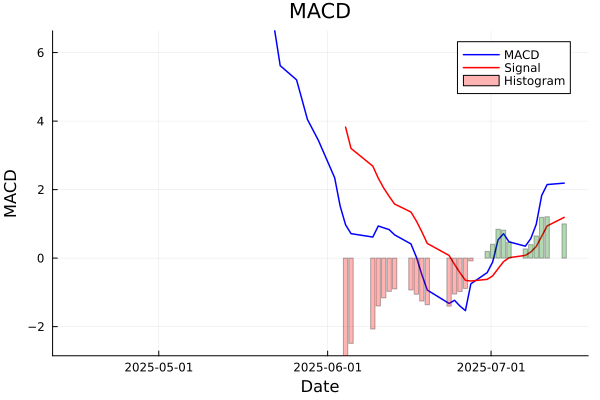 MACD
MACD
Signal
Histogram
6
4
2
0
−2
MACD
2025-05-01
2025-06-01
2025-07-01
Date